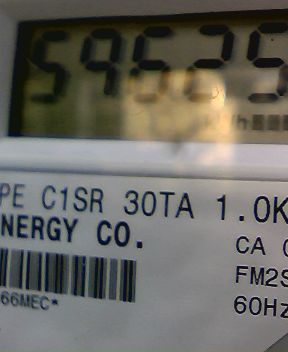 59625
PE C1SR 30TA 1.0K
NERGY CO.
CA
FM2S
66MEC*
60Hz